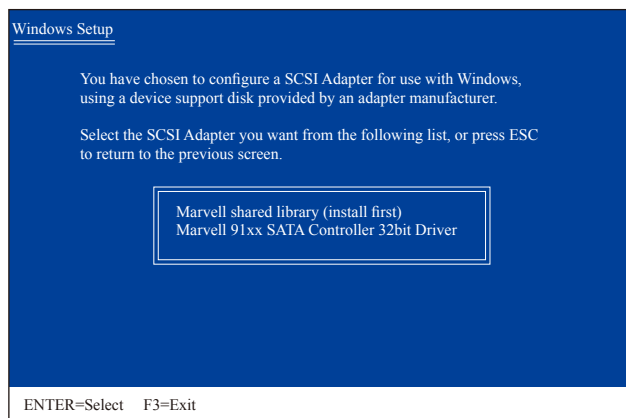 Windows Setup
You have chosen to configure a SCSI Adapter for use with Windows,
using a device support disk provided by an adapter manufacturer.
Select the SCSI Adapter you want from the following list, or press ESC
to return to the previous screen.
Marvell shared library (install first)
Marvell 91xx SATA Controller 32bit Driver
ENTER=Select F3=Exit